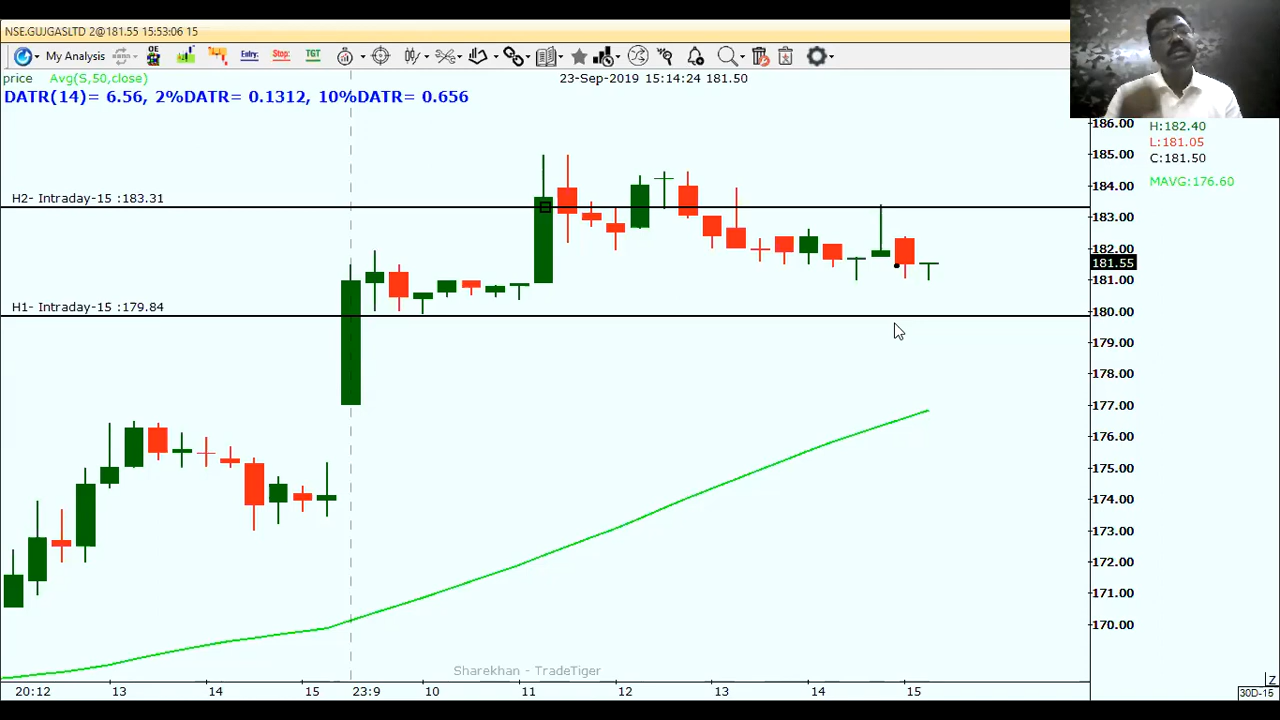 NSE.GUJGASLTD 2@181.55 15:53:06 15
My Analysis
OE
Entry:
Stop:
TGT
price Avg(S,50,close)
23-Sep-2019 15:14:24 181.50
DATR(14)= 6.56, 2%DATR= 0.1312, 10%DATR= 0.656
H:182.40
L:181.05
C:181.50
MAVG:176.60
H2- Intraday-15 :183.31
H1- Intraday-15 :179.84
186.00
185.00
184.00
183.00
182.00
181.55
181.00
180.00
179.00
178.00
177.00
176.00
175.00
174.00
173.00
172.00
171.00
170.00
Sharekhan - TradeTiger
20:12 13 14 15 23:9 10 11 12 13 14 15
Z
30D-15